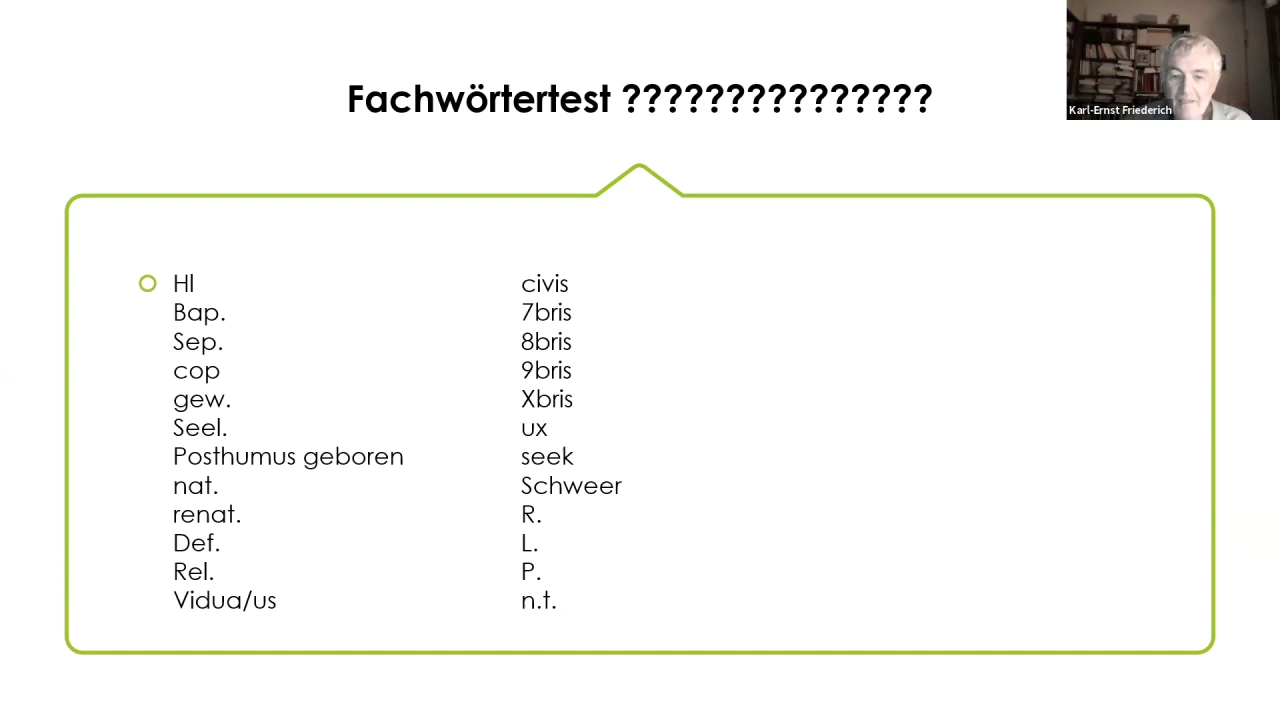 Fachwörtertest ???????????????
Karl-Ernst Friederich
Hl
Bap.
Sep.
cop
gew.
Seel.
Posthumus geboren
nat.
renat.
Def.
Rel.
Vidua/us
civis
7bris
8bris
9bris
Xbris
ux
seek
Schweer
R.
L.
P.
n.t.